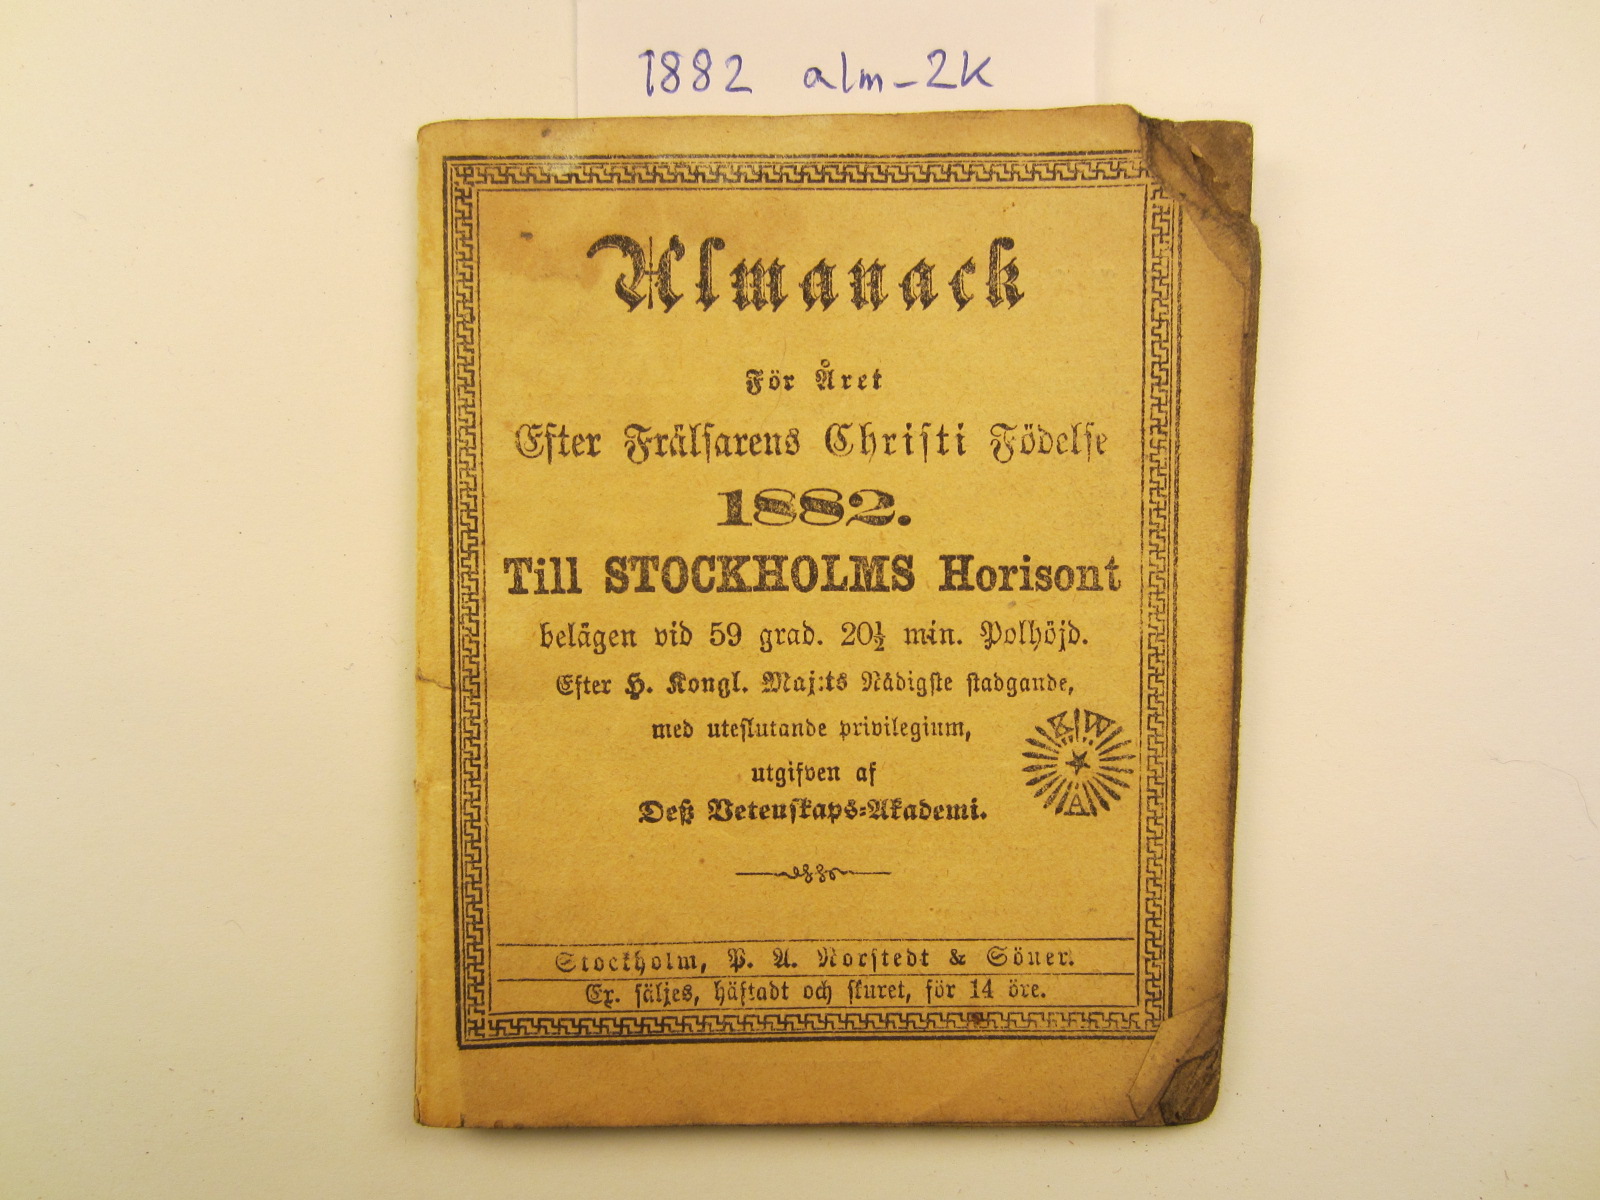 1882 alm-2k
Almanack
För Året
Efter Frälsarens Christi Födelse
1882.
Till STOCKHOLMS Horisont
belägen vid 59 grad. 20½ min. Polhöjd.
Efter H. Kongl. Maj:ts Nådigste stadgande,
med uteslutande privilegium,
utgifven af
Deß Vetenskaps-Akademi.
K W
A
Stockholm, P. A. Norstedt & Söner.
Ex. säljes, häftadt och skuret, för 14 öre.